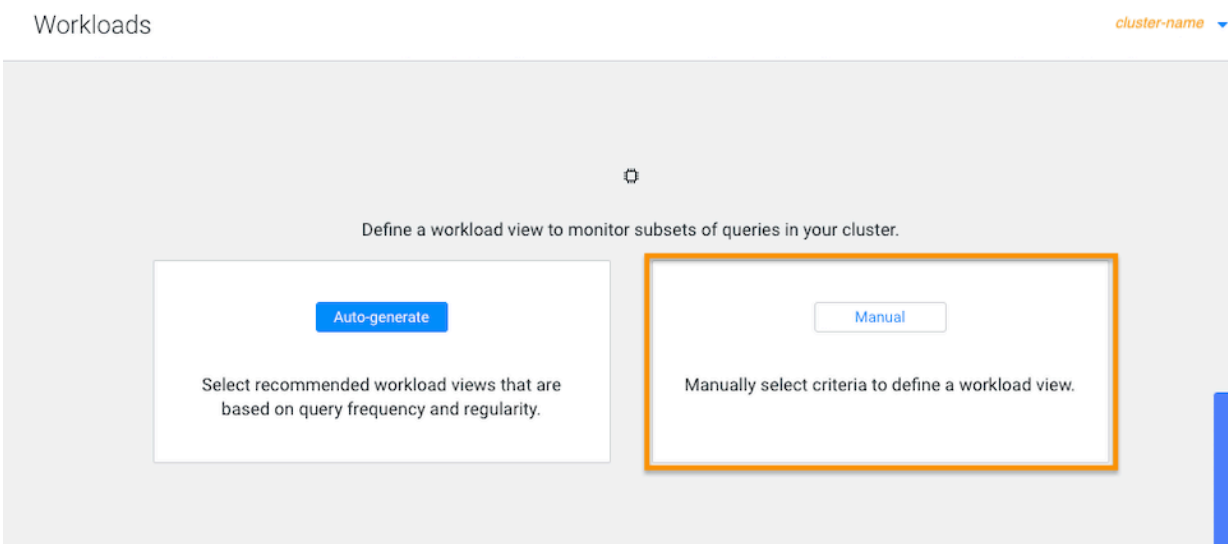 Workloads
cluster-name
Define a workload view to monitor subsets of queries in your cluster.
Auto-generate
Select recommended workload views that are
based on query frequency and regularity.
Manual
Manually select criteria to define a workload view.